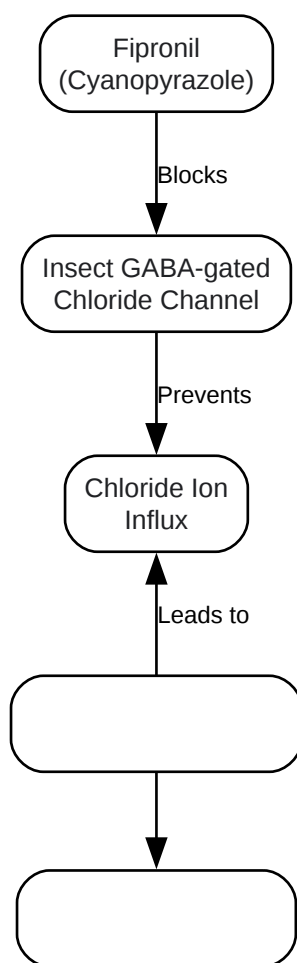 Fipronil
(Cyanopyrazole)
Blocks
Insect GABA-gated
Chloride Channel
Prevents
Chloride Ion
Influx
Leads to